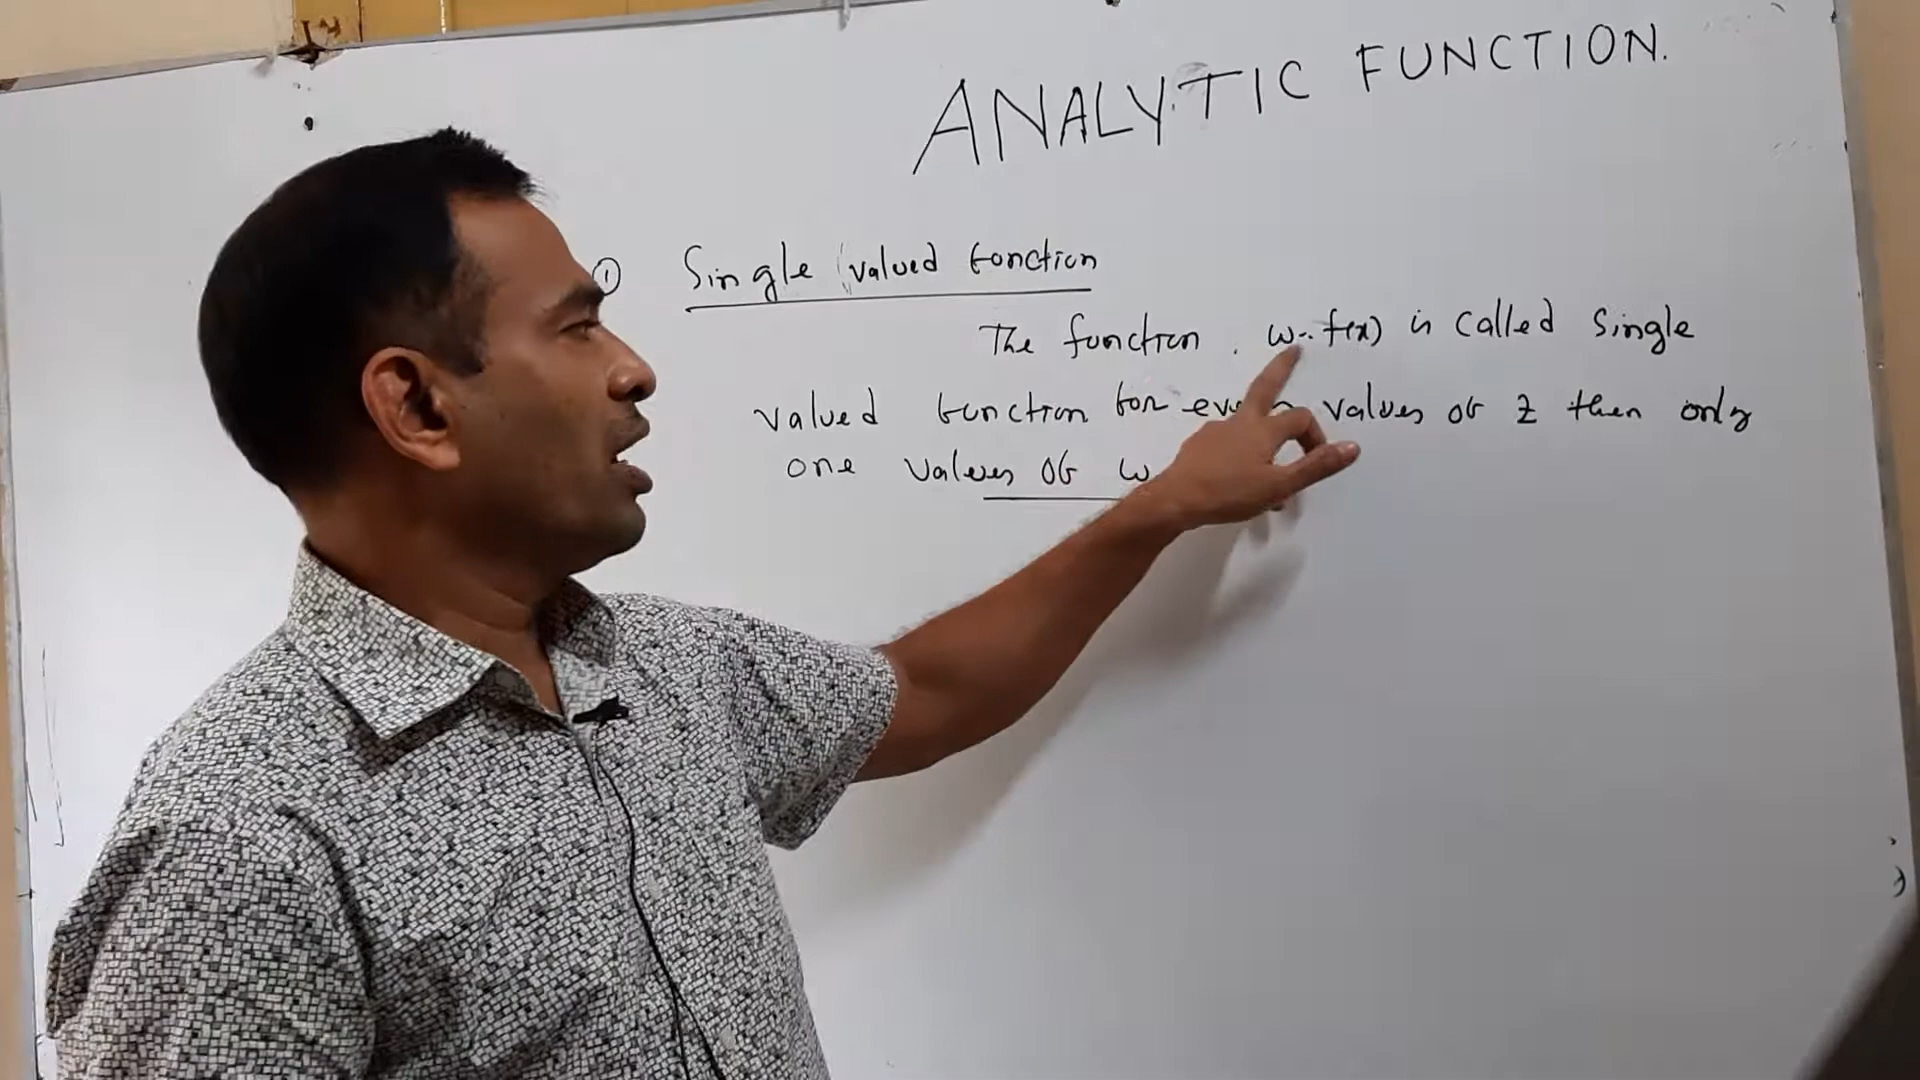 ANALYTIC FUNCTION.
① Single valued function
The function w = f(x) is called single
valued function for every values of z then only
one values of w